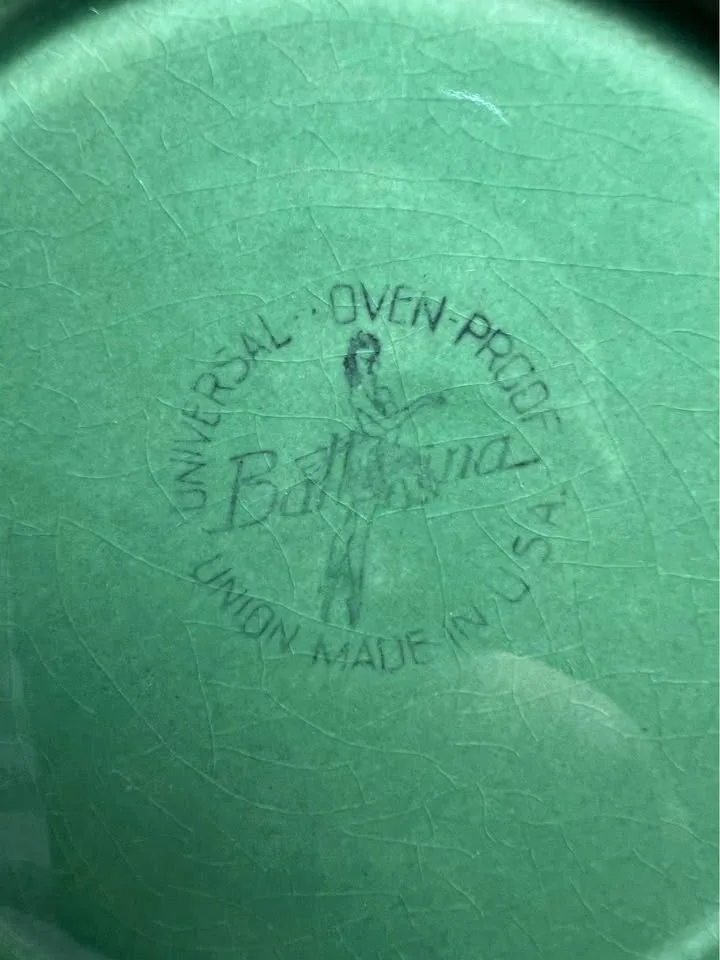 UNIVERSAL · OVEN-PROOF
Ballerina
UNION MADE IN U.S.A.